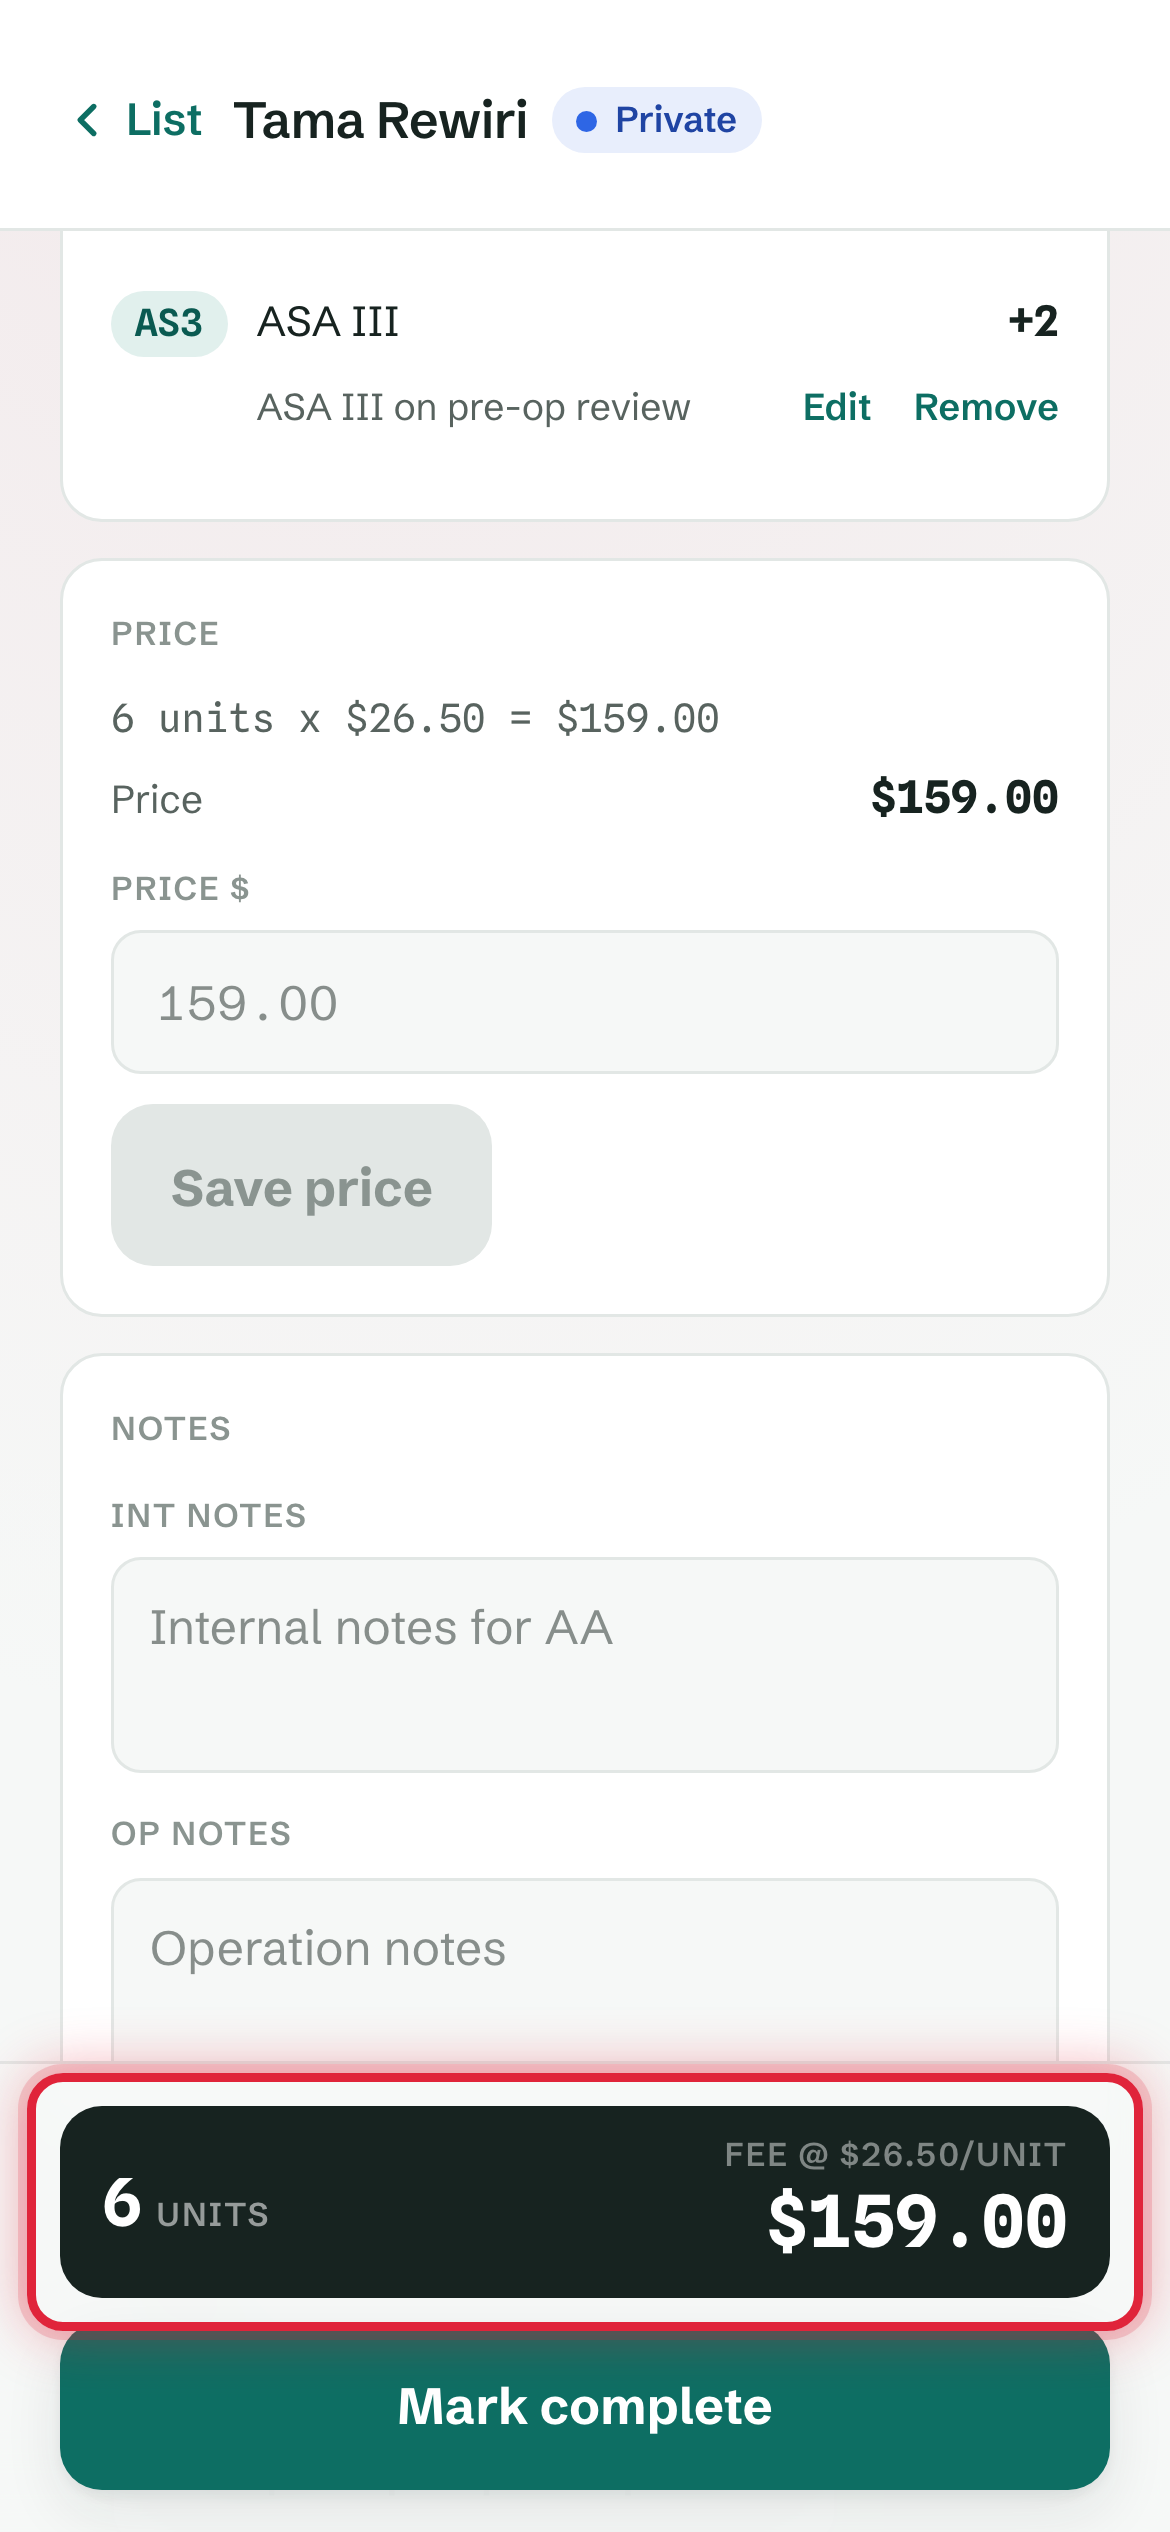 List Tama Rewiri Private
AS3 ASA III +2
ASA III on pre-op review Edit Remove
PRICE
6 units x $26.50 = $159.00
Price $159.00
PRICE $
159.00
Save price
NOTES
INT NOTES
Internal notes for AA
OP NOTES
Operation notes
FEE @ $26.50/UNIT
6 UNITS $159.00
Mark complete